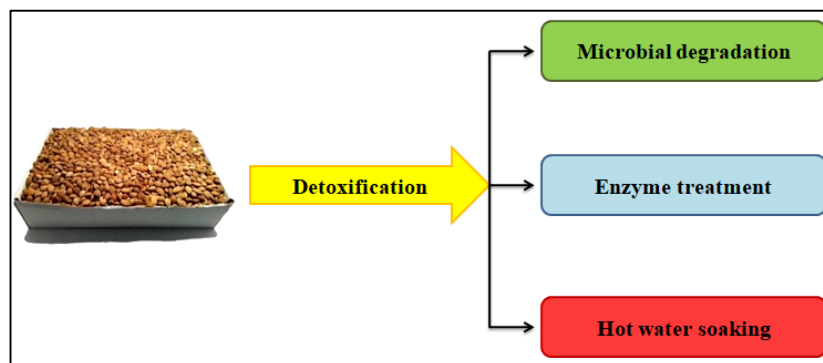 Microbial degradation
Detoxification
Enzyme treatment
Hot water soaking